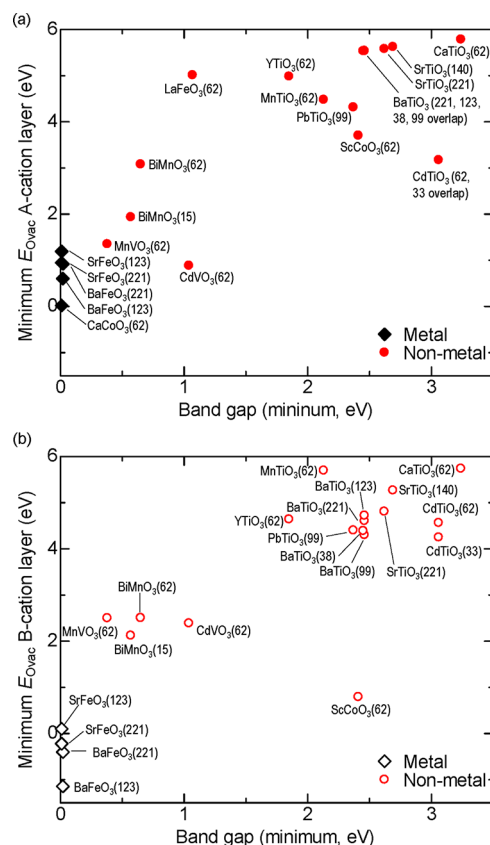 (a)
6
4
2
0
Minimum E_Ovac A-cation layer (eV)
CaTiO₃(62)
SrTiO₃(140)
SrTiO₃(221)
BaTiO₃(221, 123,
38, 99 overlap)
YTiO₃(62)
LaFeO₃(62)
MnTiO₃(62)
PbTiO₃(99)
ScCoO₃(62)
CdTiO₃(62,
33 overlap)
BiMnO₃(62)
BiMnO₃(15)
MnVO₃(62)
CdVO₃(62)
SrFeO₃(123)
SrFeO₃(221)
BaFeO₃(221)
BaFeO₃(123)
CaCoO₃(62)
Metal
Non-metal
0 1 2 3
Band gap (mininum, eV)
(b)
6
4
2
0
Minimum E_Ovac B-cation layer (eV)
MnTiO₃(62)
CaTiO₃(62)
BaTiO₃(123)
SrTiO₃(140)
BaTiO₃(221)
CdTiO₃(62)
YTiO₃(62)
PbTiO₃(99)
BaTiO₃(38)
CdTiO₃(33)
BaTiO₃(99)
SrTiO₃(221)
BiMnO₃(62)
MnVO₃(62)
CdVO₃(62)
BiMnO₃(15)
ScCoO₃(62)
SrFeO₃(123)
SrFeO₃(221)
BaFeO₃(221)
BaFeO₃(123)
Metal
Non-metal
0 1 2 3
Band gap (minimum, eV)